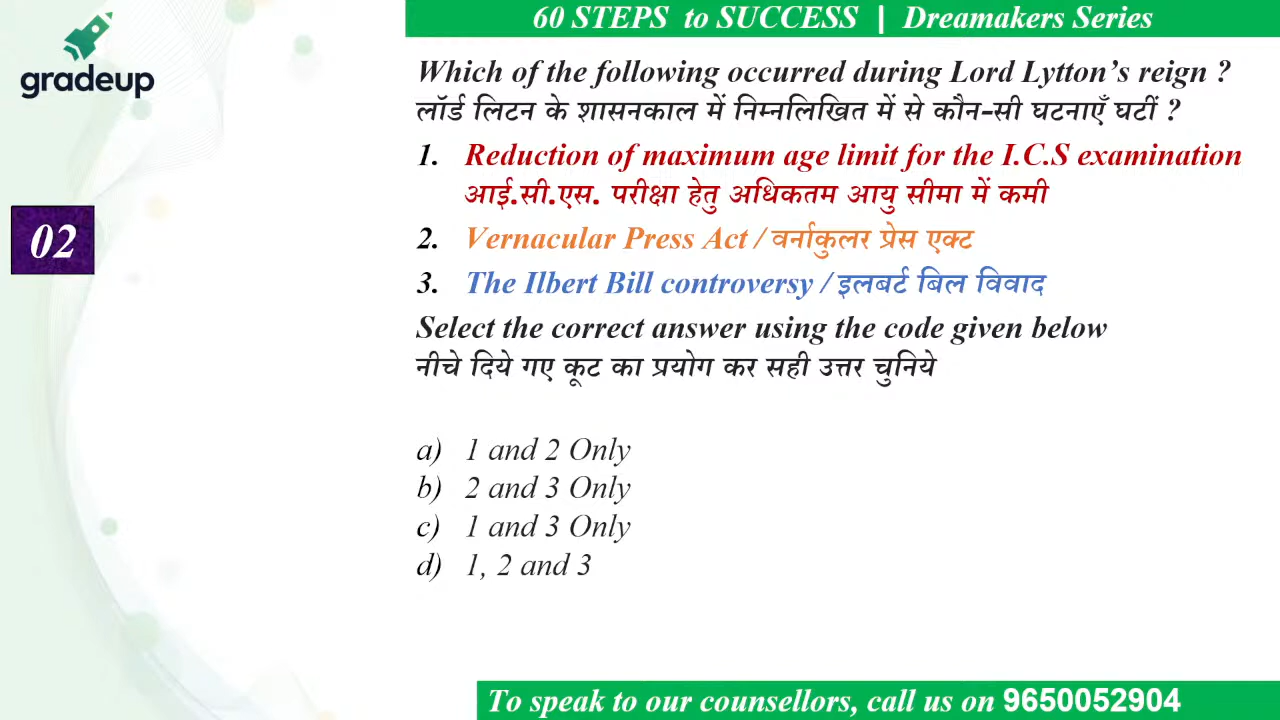 60 STEPS to SUCCESS | Dreamakers Series
gradeup
Which of the following occurred during Lord Lytton's reign ?
लॉर्ड लिटन के शासनकाल में निम्नलिखित में से कौन-सी घटनाएँ घटीं ?
1. Reduction of maximum age limit for the I.C.S examination
आई.सी.एस. परीक्षा हेतु अधिकतम आयु सीमा में कमी
02
2. Vernacular Press Act / वर्नाकुलर प्रेस एक्ट
3. The Ilbert Bill controversy / इलबर्ट बिल विवाद
Select the correct answer using the code given below
नीचे दिये गए कूट का प्रयोग कर सही उत्तर चुनिये
a) 1 and 2 Only
b) 2 and 3 Only
c) 1 and 3 Only
d) 1, 2 and 3
To speak to our counsellors, call us on 9650052904